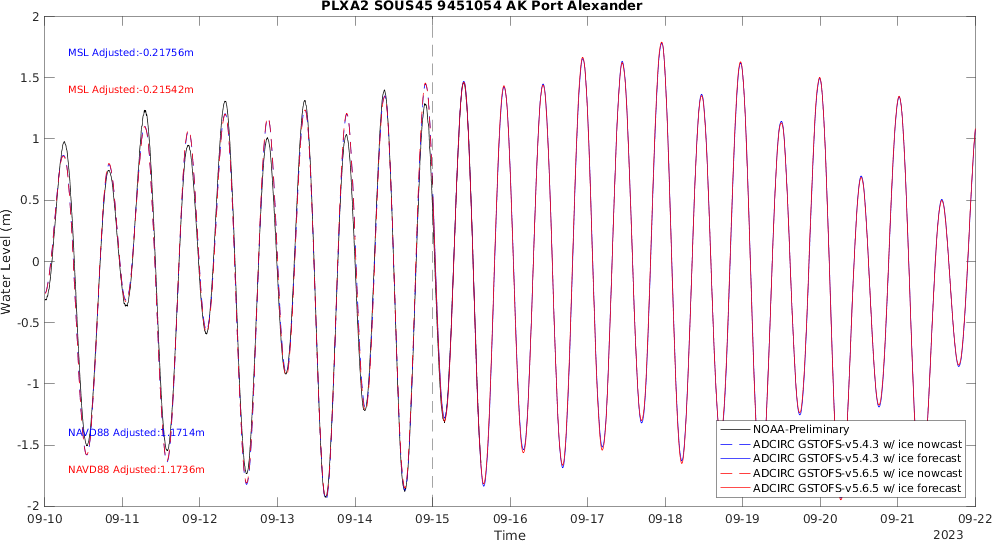 PLXA2 SOUS45 9451054 AK Port Alexander
2
1.5
1
0.5
0
-0.5
-1
-1.5
-2
Water Level (m)
MSL Adjusted:-0.21756m
MSL Adjusted:-0.21542m
NAVD88 Adjusted:1.1714m
NAVD88 Adjusted:1.1736m
NOAA-Preliminary
ADCIRC GSTOFS-v5.4.3 w/ ice nowcast
ADCIRC GSTOFS-v5.4.3 w/ ice forecast
ADCIRC GSTOFS-v5.6.5 w/ ice nowcast
ADCIRC GSTOFS-v5.6.5 w/ ice forecast
09-10 09-11 09-12 09-13 09-14 09-15 09-16 09-17 09-18 09-19 09-20 09-21 09-22
Time
2023